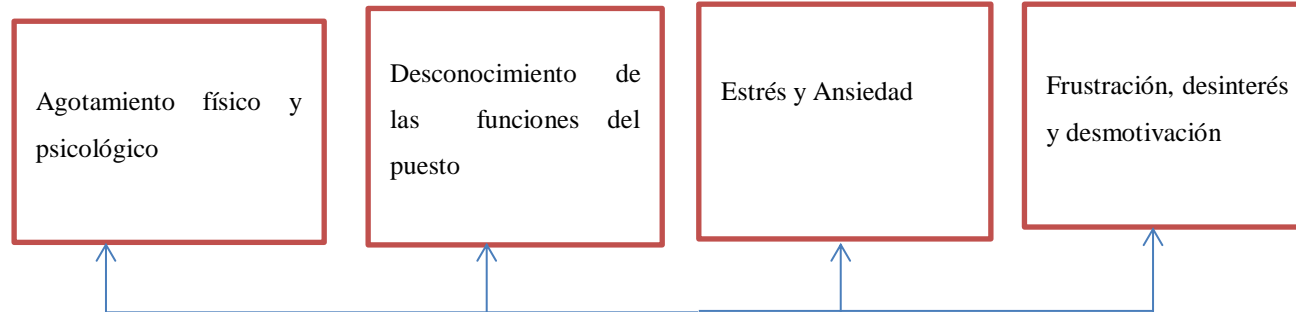 Agotamiento físico y
psicológico
Desconocimiento de
las funciones del
puesto
Estrés y Ansiedad
Frustración, desinterés
y desmotivación